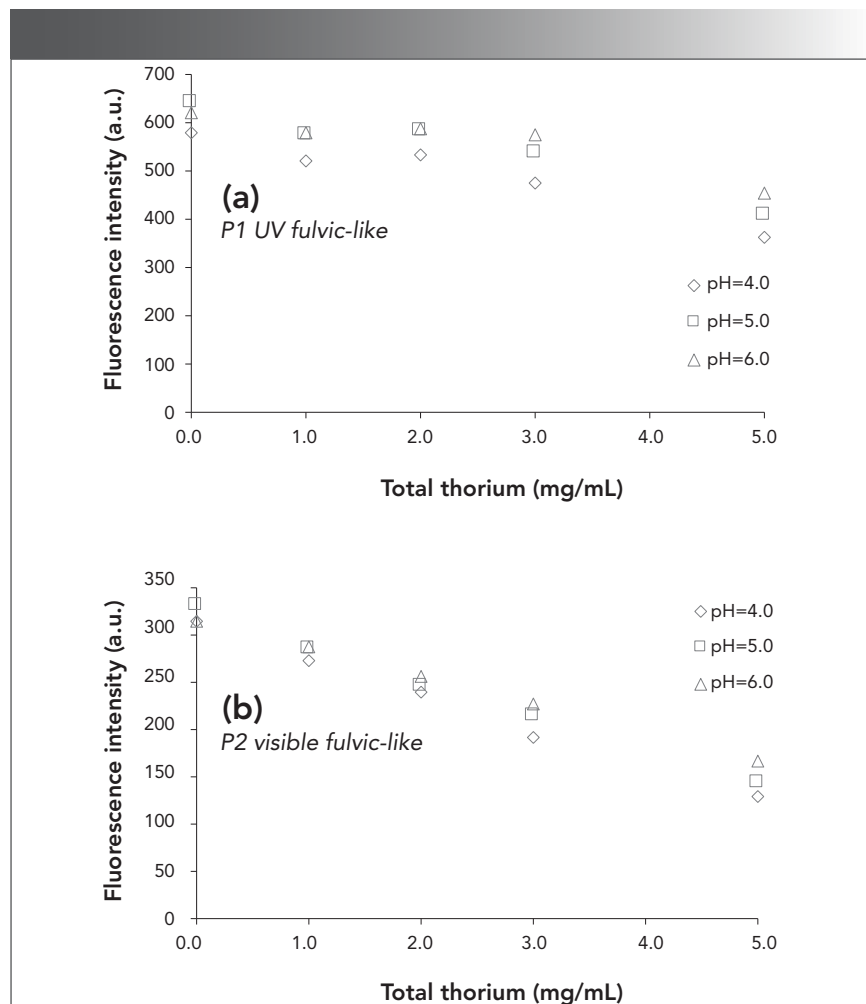 700
600
500
400
300
200
100
0
Fluorescence intensity (a.u.)
(a)
P1 UV fulvic-like
pH=4.0
pH=5.0
pH=6.0
0.0 1.0 2.0 3.0 4.0 5.0
Total thorium (mg/mL)
350
300
250
200
150
100
50
0
Fluorescence intensity (a.u.)
(b)
P2 visible fulvic-like
pH=4.0
pH=5.0
pH=6.0
0.0 1.0 2.0 3.0 4.0 5.0
Total thorium (mg/mL)